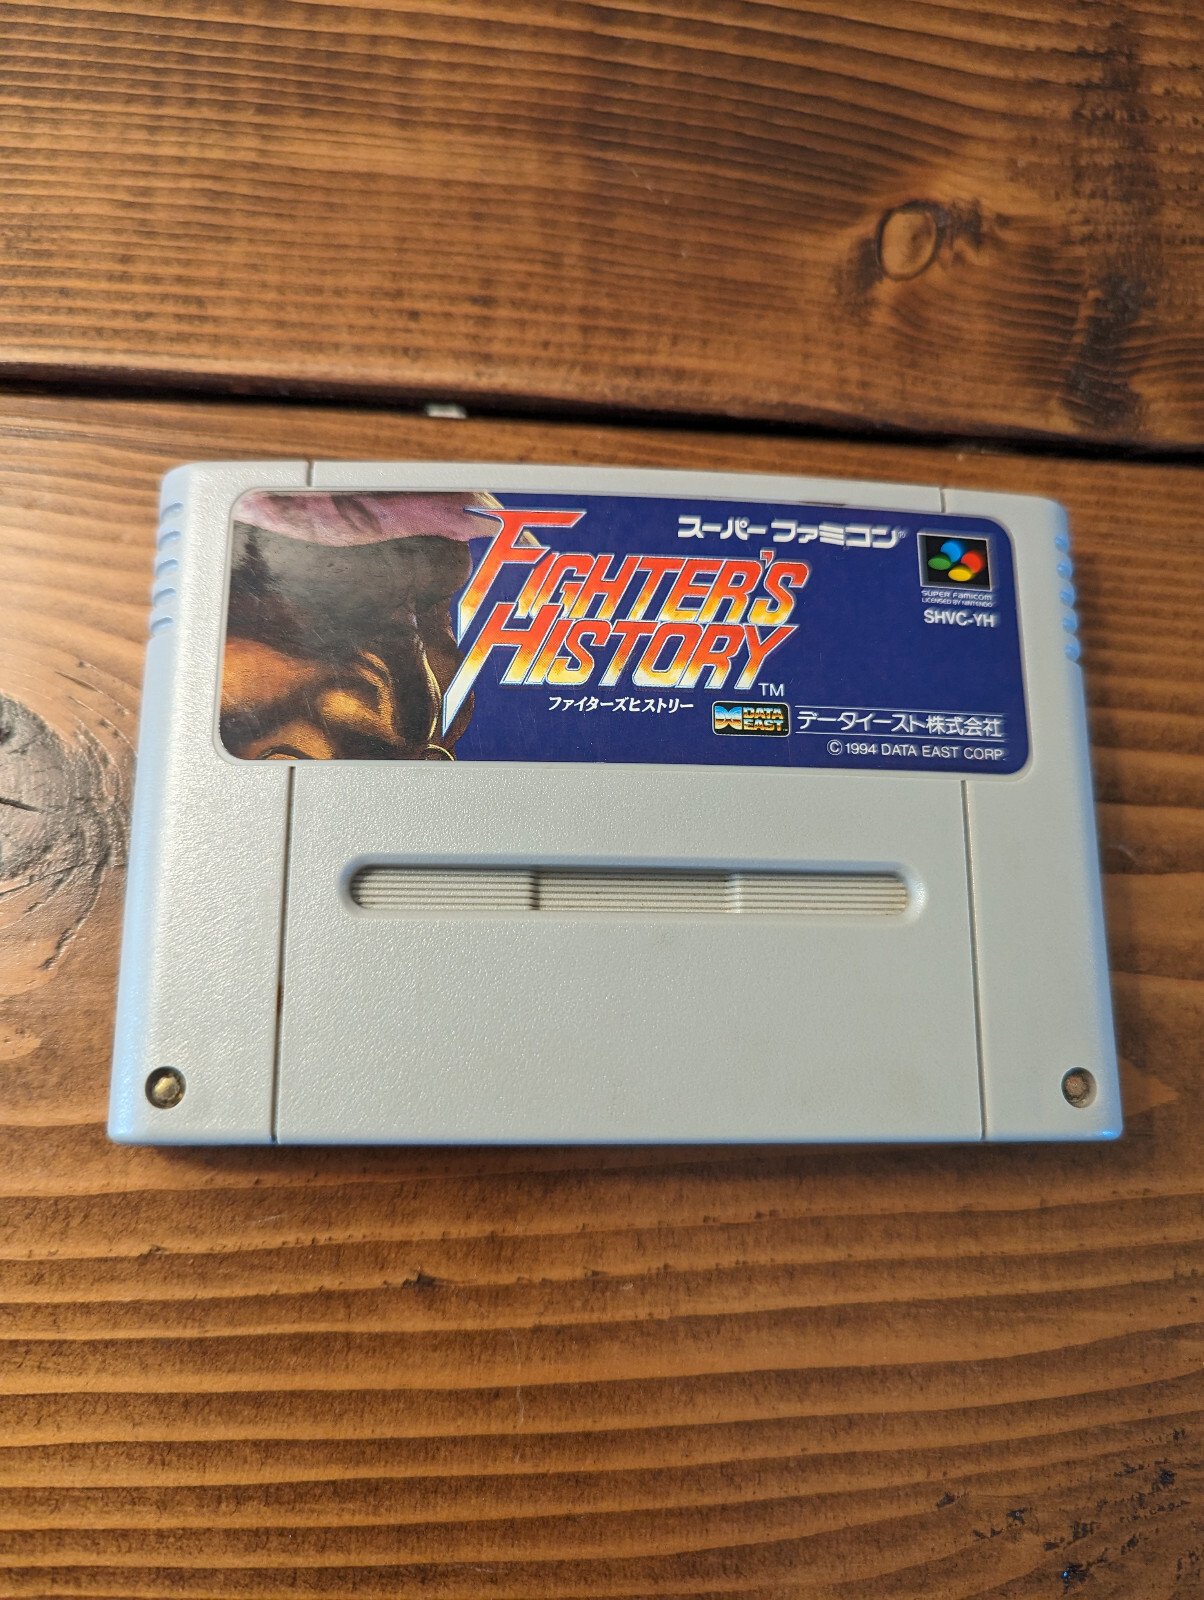 スーパーファミコン®
FIGHTER'S
HISTORY
TM
ファイターズヒストリー
SUPER FAMICOM
LICENSED BY NINTENDO
SHVC-YH
DATA
EAST
データイースト株式会社
© 1994 DATA EAST CORP.